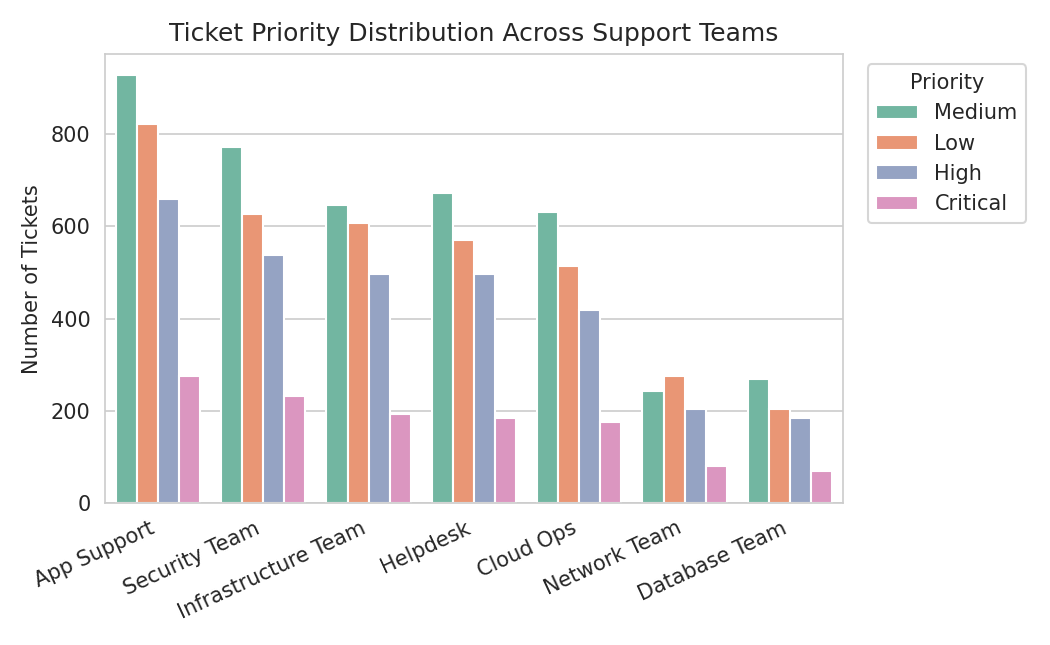 Ticket Priority Distribution Across Support Teams
Priority
Medium
Low
High
Critical
Number of Tickets
800
600
400
200
0
App Support
Security Team
Infrastructure Team
Helpdesk
Cloud Ops
Network Team
Database Team